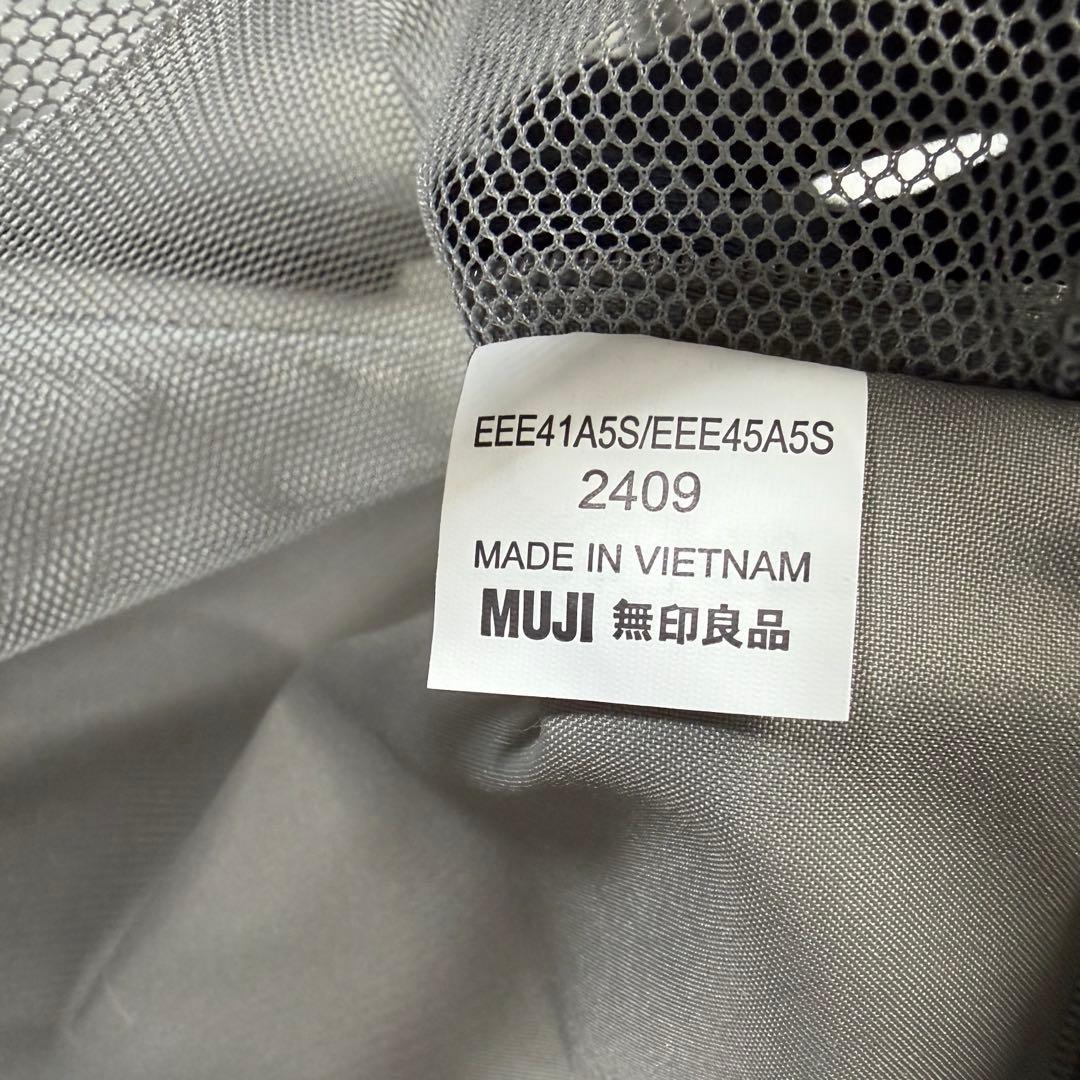 EEE41A5S/EEE45A5S
2409
MADE IN VIETNAM
MUJI 無印良品